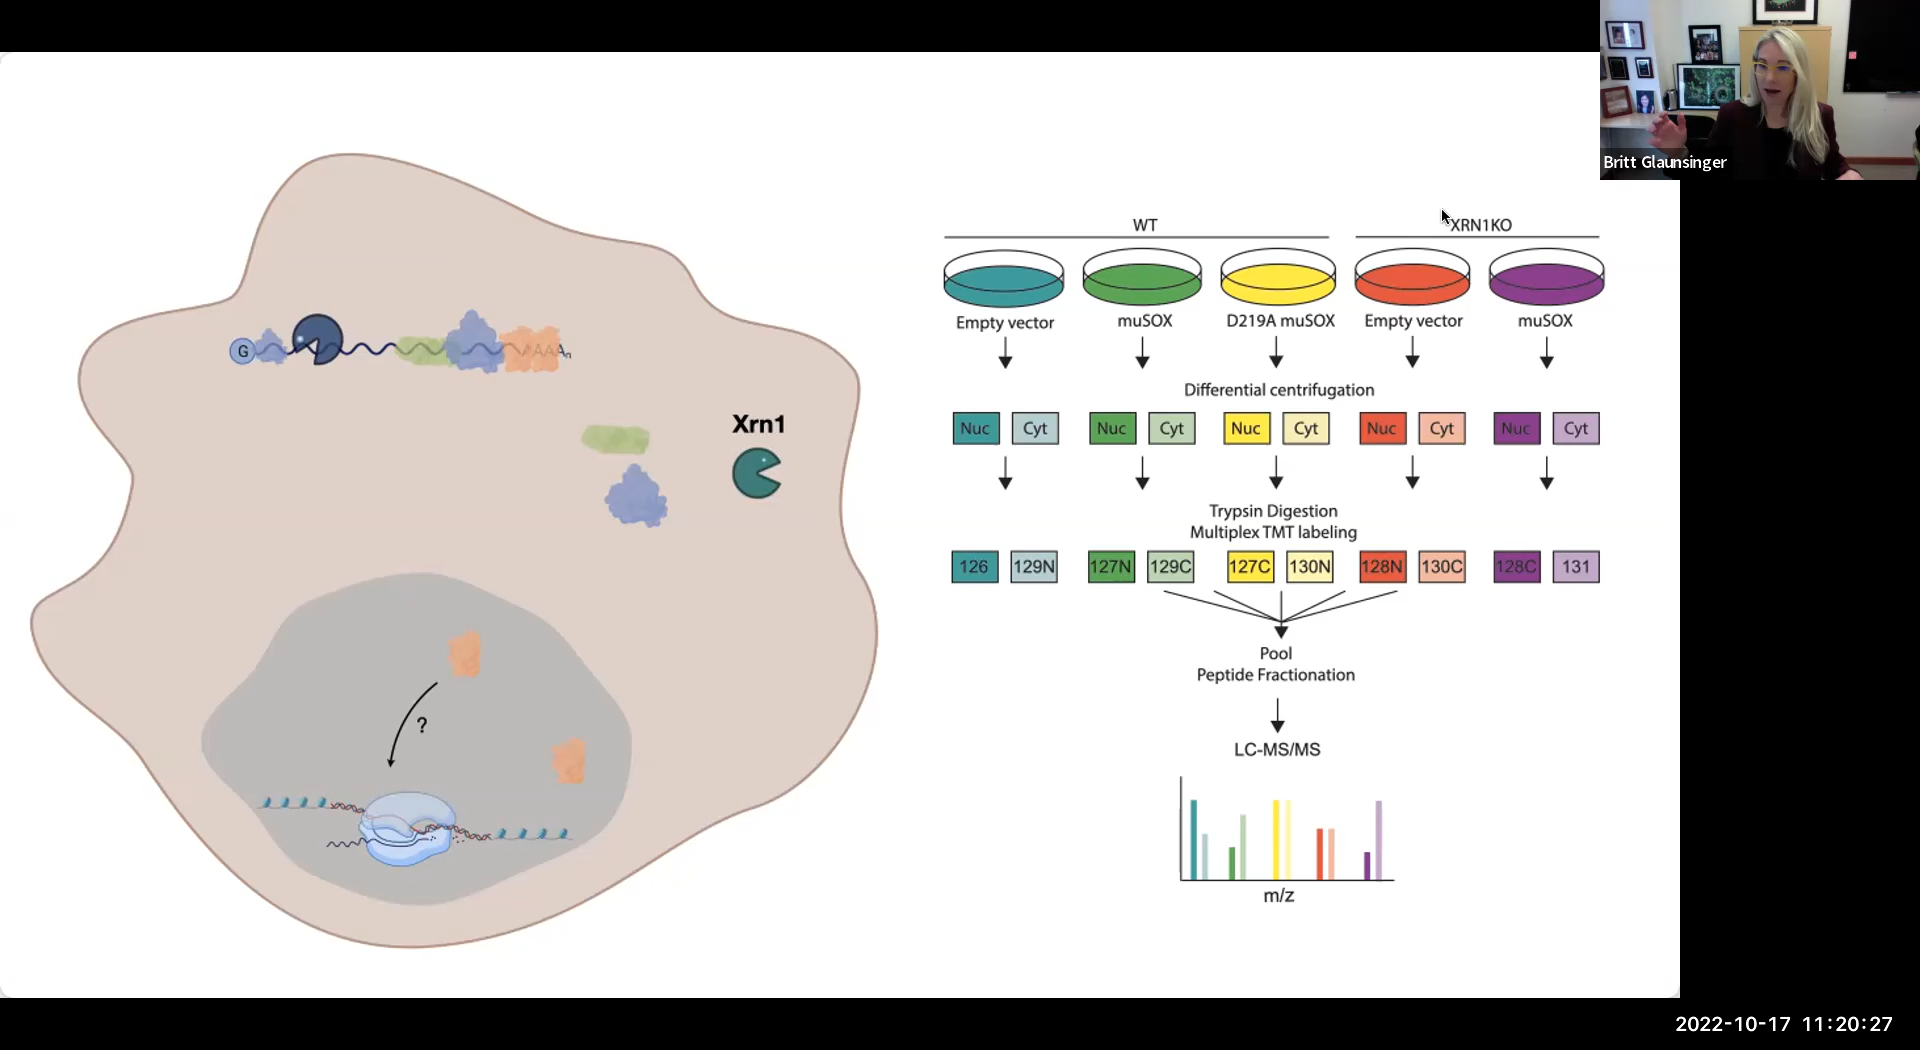 Britt Glaunsinger
WT
XRN1KO
Empty vector
muSOX
D219A muSOX
Empty vector
muSOX
Differential centrifugation
Nuc
Cyt
Nuc
Cyt
Nuc
Cyt
Nuc
Cyt
Nuc
Cyt
Trypsin Digestion
Multiplex TMT labeling
126
129N
127N
129C
127C
130N
128N
130C
128C
131
Pool
Peptide Fractionation
LC-MS/MS
m/z
G
AAAn
Xrn1
?
2022-10-17 11:20:27